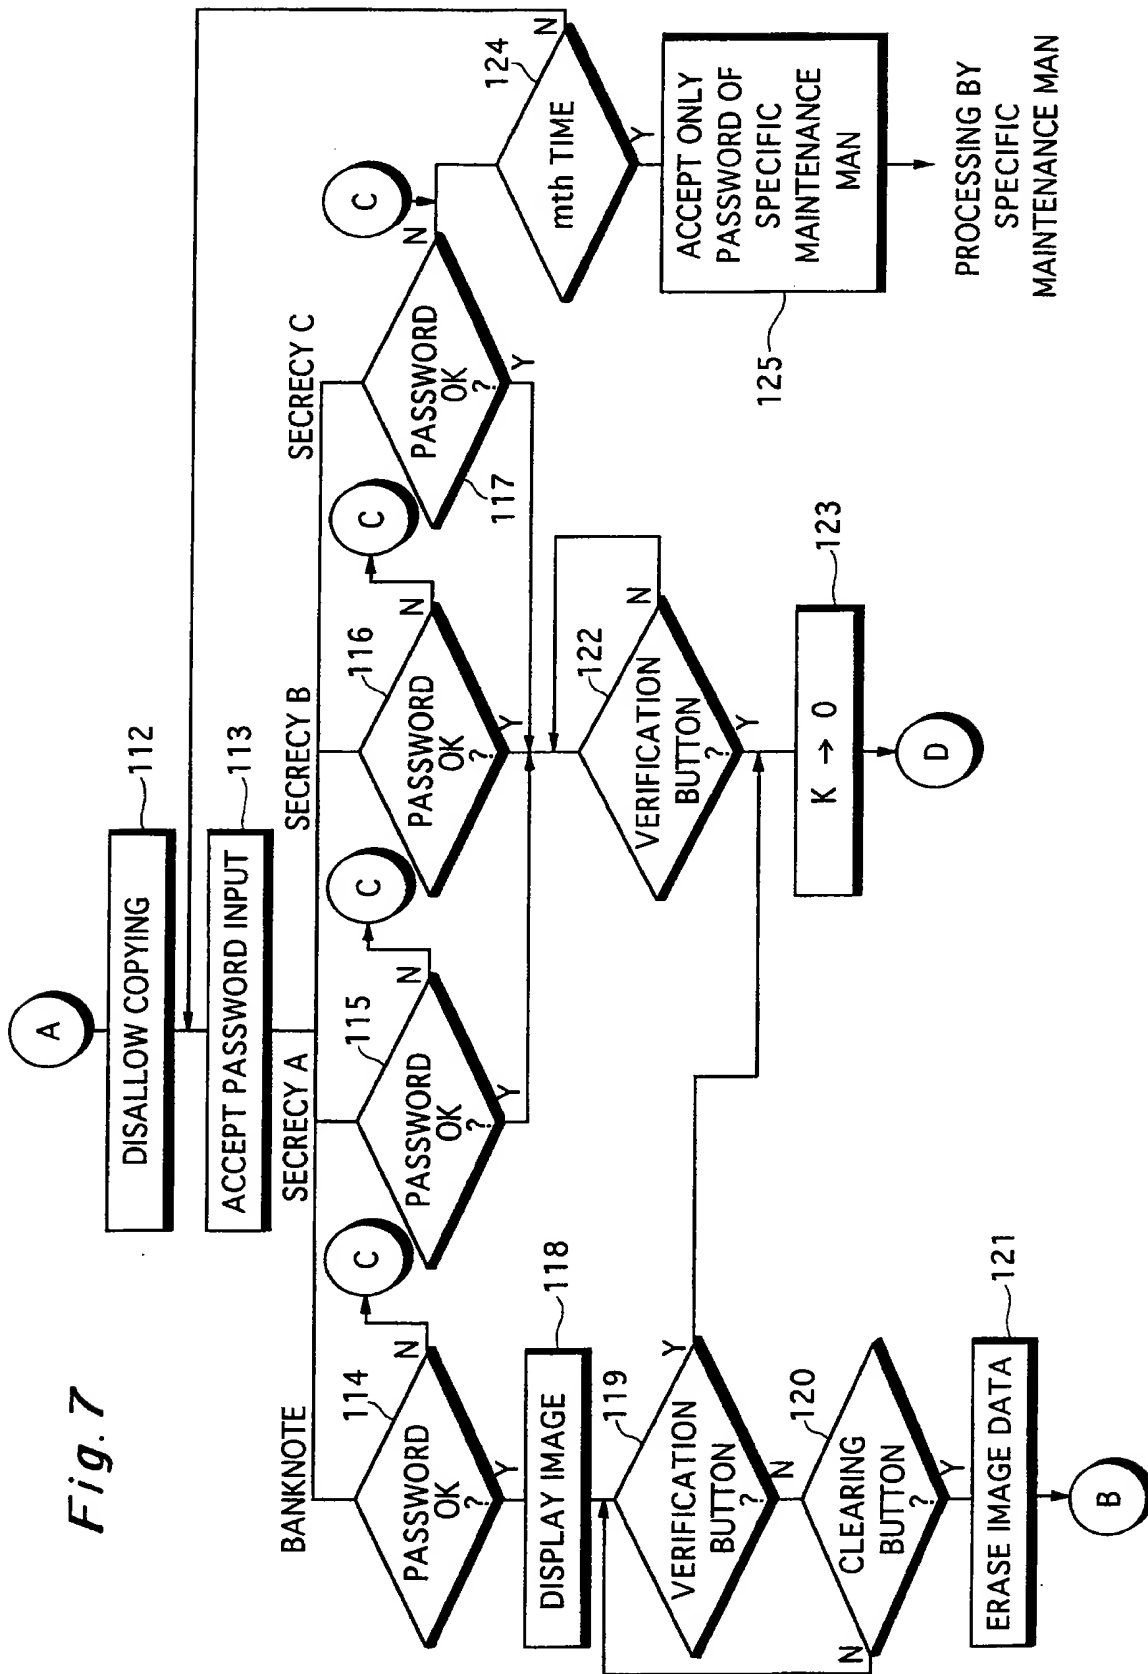 Fig. 7
A
DISALLOW COPYING
112
ACCEPT PASSWORD INPUT
113
BANKNOTE
SECRECY A
SECRECY B
SECRECY C
PASSWORD
OK
?
114
N
Y
C
PASSWORD
OK
?
115
N
Y
C
PASSWORD
OK
?
116
N
Y
C
PASSWORD
OK
?
117
N
Y
C
DISPLAY IMAGE
118
VERIFICATION
BUTTON
?
119
Y
N
CLEARING
BUTTON
?
120
N
Y
ERASE IMAGE DATA
121
B
VERIFICATION
BUTTON
?
122
N
Y
K → O
123
D
mth TIME
124
N
Y
ACCEPT ONLY
PASSWORD OF
SPECIFIC
MAINTENANCE
MAN
125
PROCESSING BY
SPECIFIC
MAINTENANCE MAN